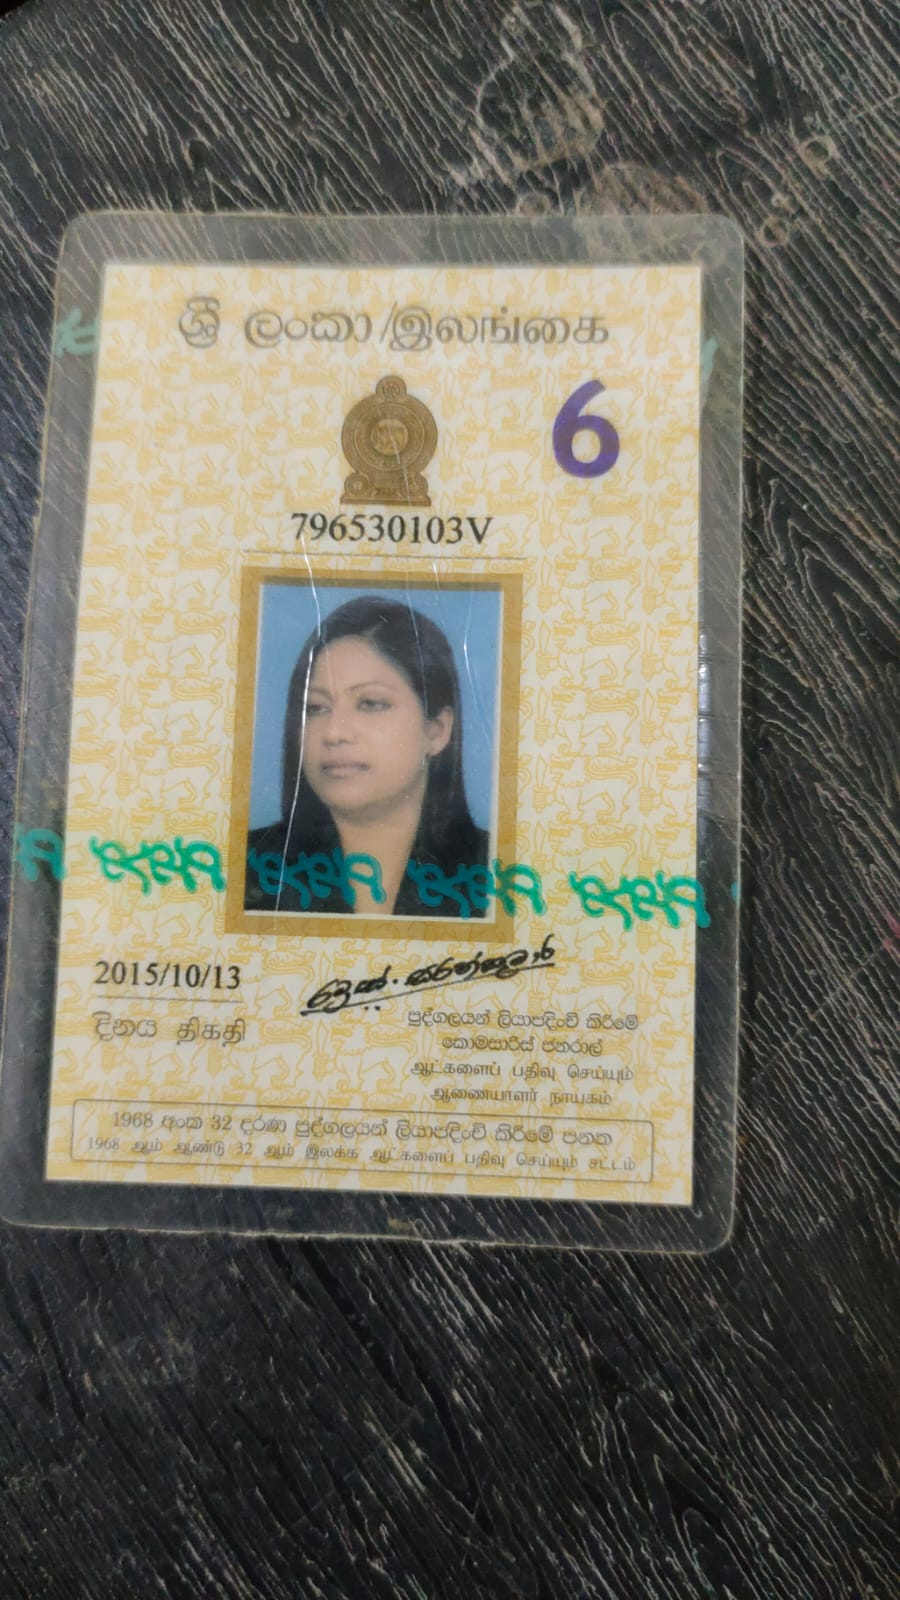 ශ්‍රී ලංකා/இலங்கை
6
796530103V
2015/10/13
දිනය திகதி
පුද්ගලයන් ලියාපදිංචි කිරීමේ
කොමසාරිස් ජනරාල්
ஆட்களைப் பதிவு செய்யும்
ஆணையாளர் நாயகம்
1968 අංක 32 දරණ පුද්ගලයන් ලියාපදිංචි කිරීමේ පනත
1968 ஆம் ஆண்டு 32 ஆம் இலக்க ஆட்களைப் பதிவு செய்யும் சட்டம்